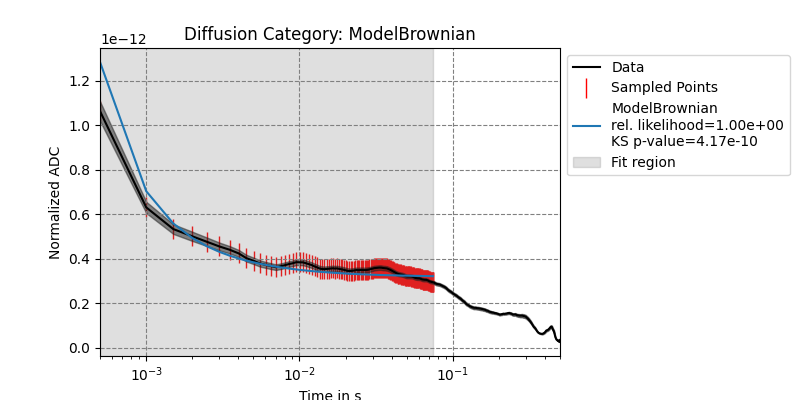 Diffusion Category: ModelBrownian
1e−12
1.2
1.0
0.8
0.6
0.4
0.2
0.0
Normalized ADC
10⁻³
10⁻²
10⁻¹
Time in s
Data
Sampled Points
ModelBrownian
rel. likelihood=1.00e+00
KS p-value=4.17e-10
Fit region